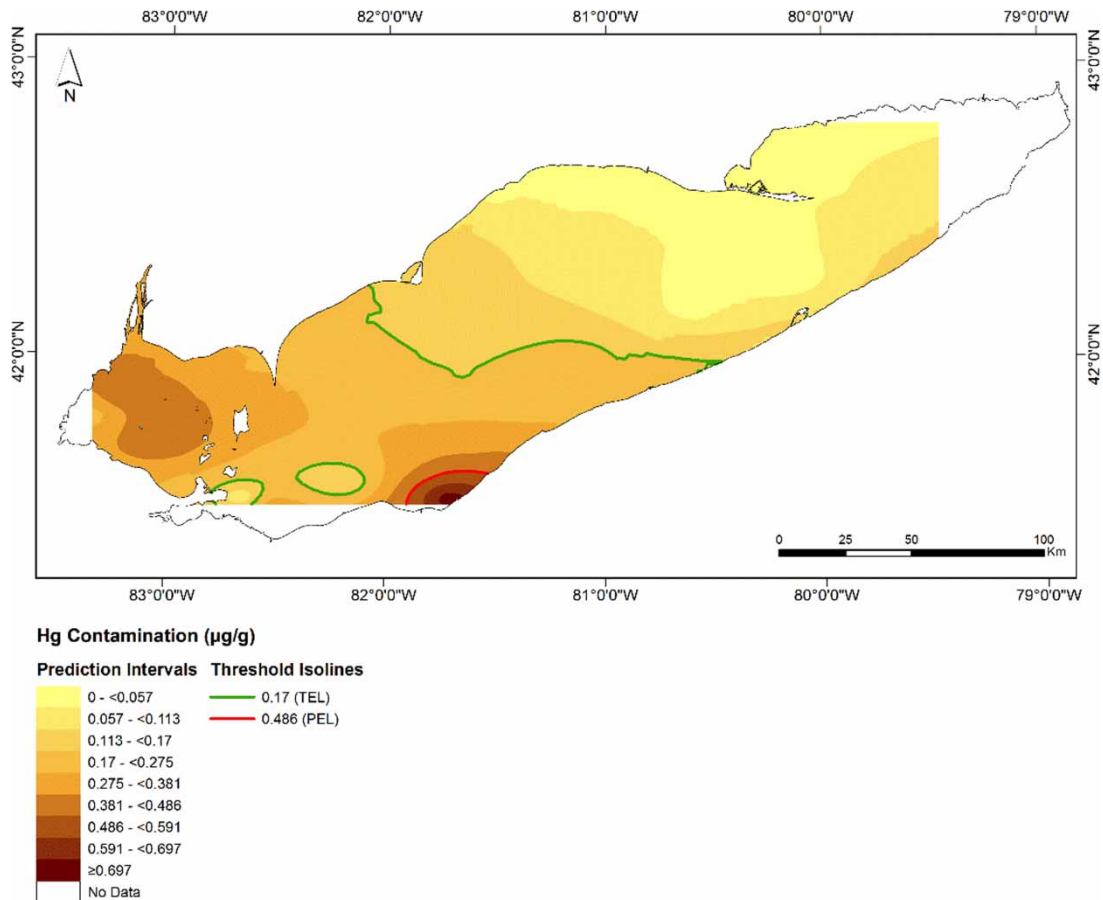 83°0'0"W 82°0'0"W 81°0'0"W 80°0'0"W 79°0'0"W
43°0'0"N 43°0'0"N
N
42°0'0"N 42°0'0"N
0 25 50 100
Km
83°0'0"W 82°0'0"W 81°0'0"W 80°0'0"W 79°0'0"W
Hg Contamination (µg/g)
Prediction Intervals Threshold Isolines
0 - <0.057 0.17 (TEL)
0.057 - <0.113 0.486 (PEL)
0.113 - <0.17
0.17 - <0.275
0.275 - <0.381
0.381 - <0.486
0.486 - <0.591
0.591 - <0.697
≥0.697
No Data